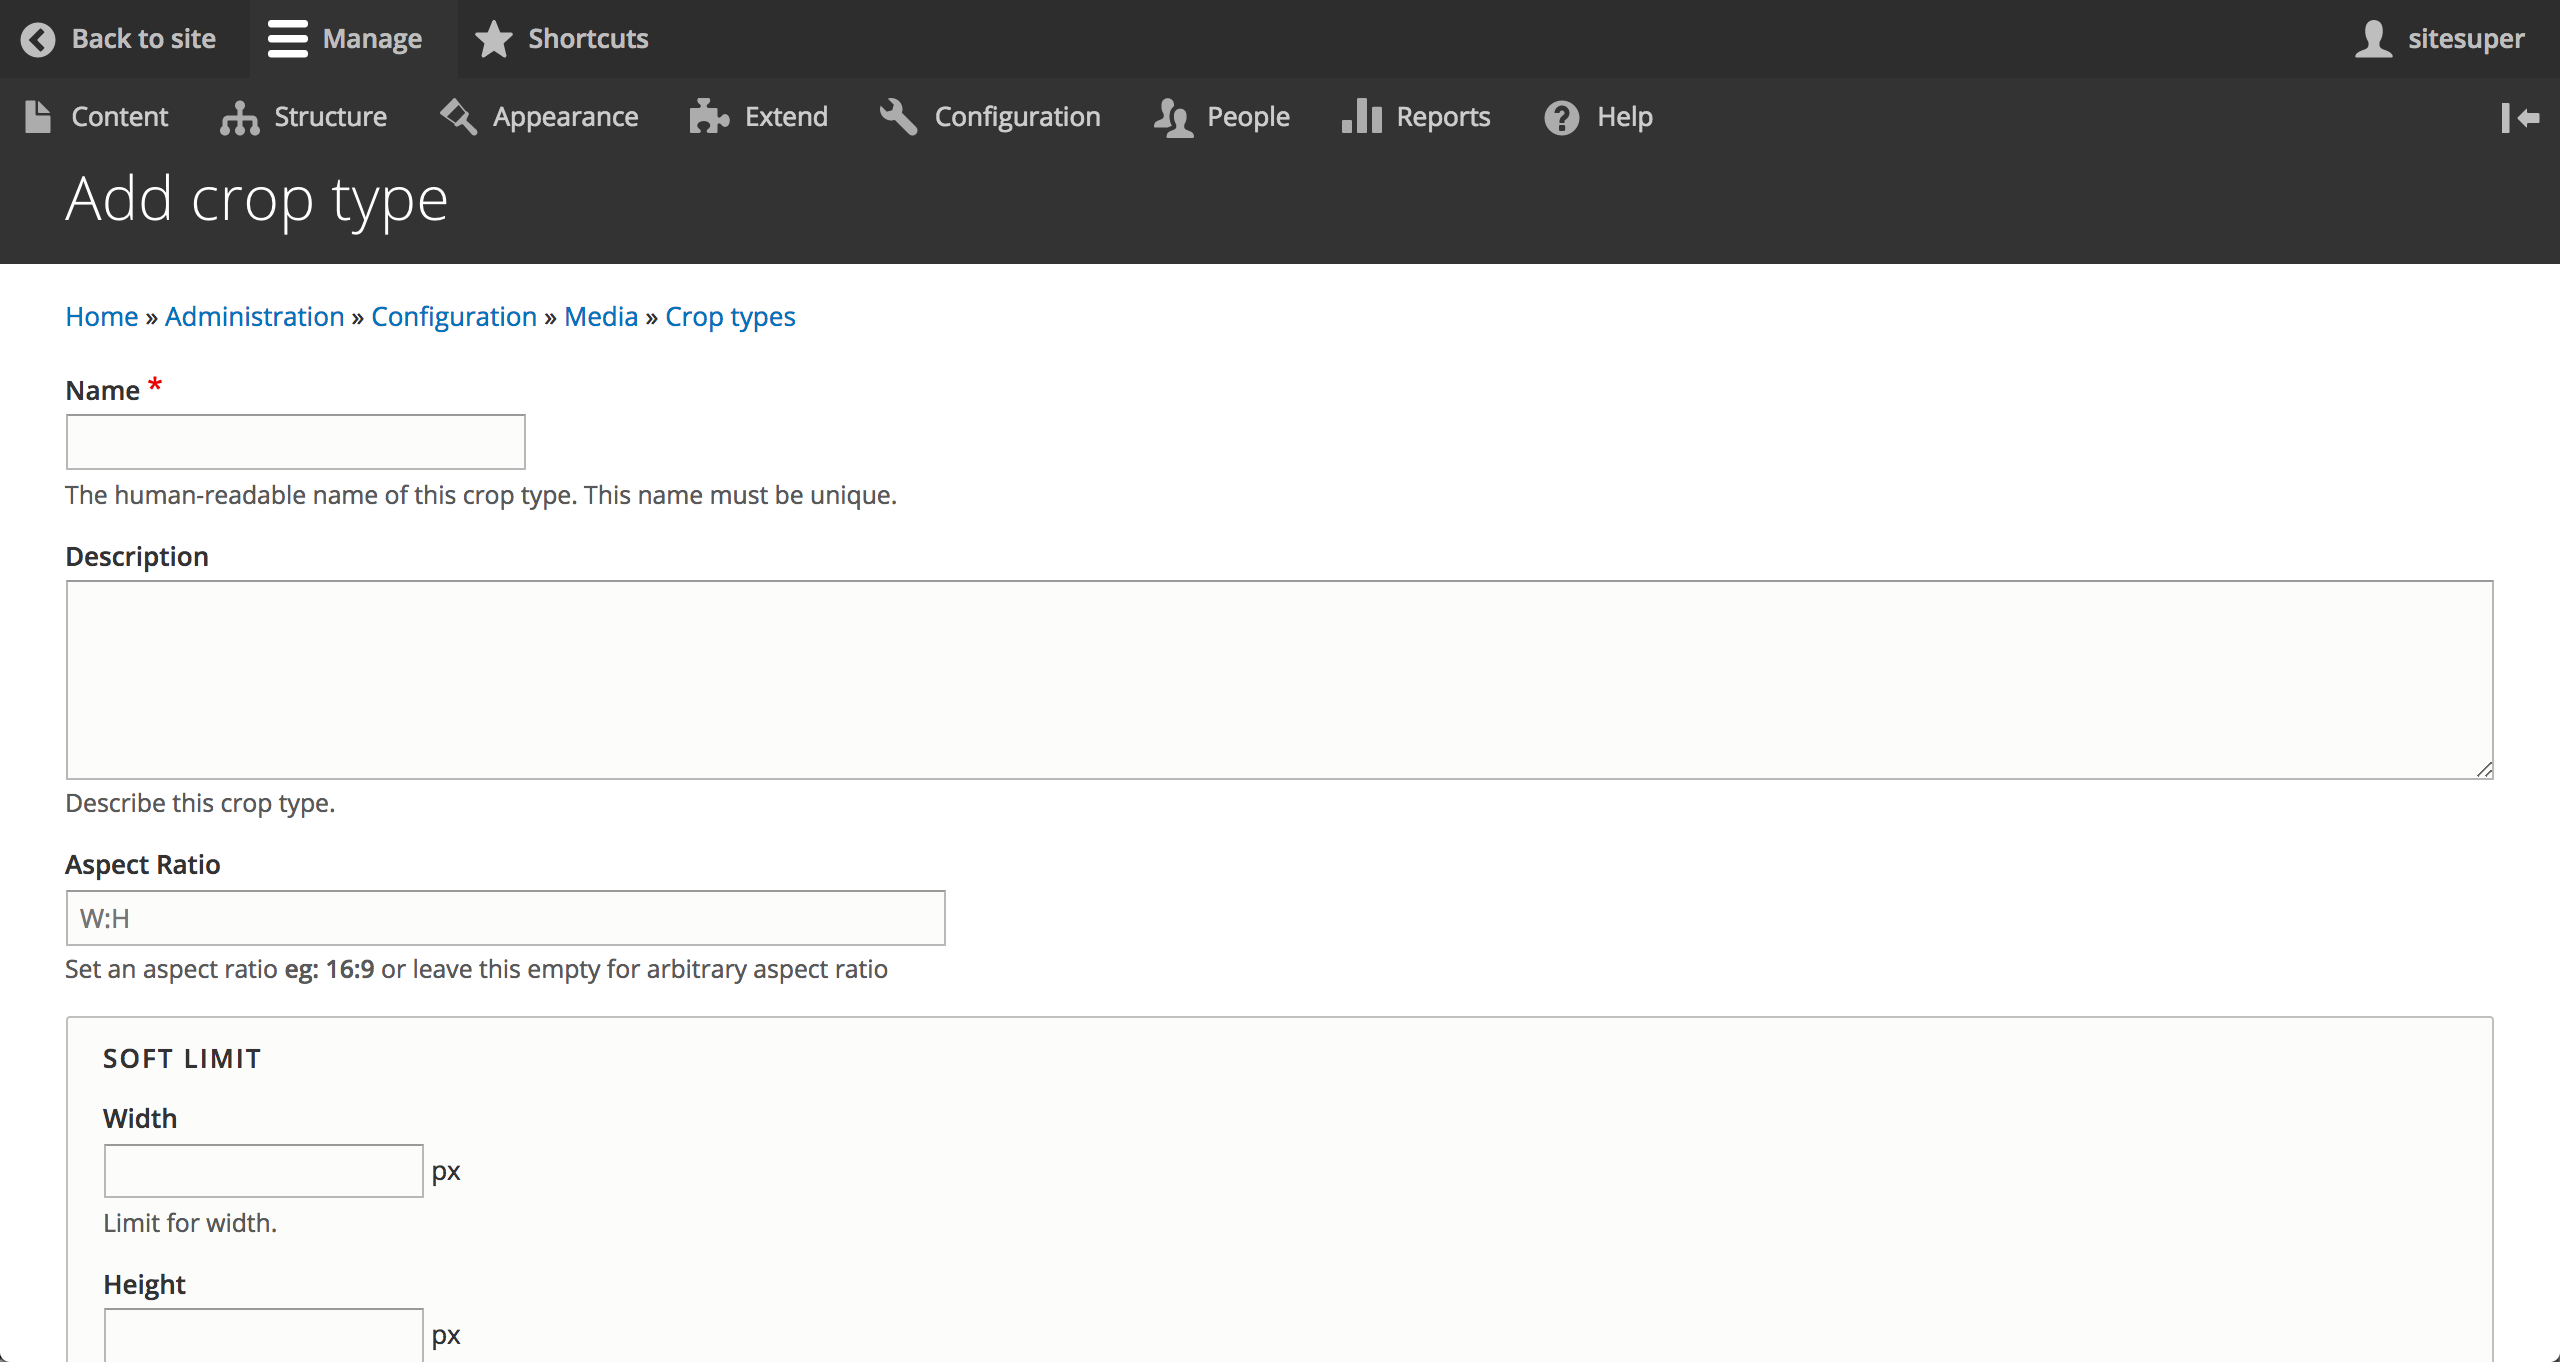 Back to site Manage Shortcuts sitesuper
Content Structure Appearance Extend Configuration People Reports Help
Add crop type
Home » Administration » Configuration » Media » Crop types
Name *
The human-readable name of this crop type. This name must be unique.
Description
Describe this crop type.
Aspect Ratio
W:H
Set an aspect ratio eg: 16:9 or leave this empty for arbitrary aspect ratio
SOFT LIMIT
Width
px
Limit for width.
Height
px